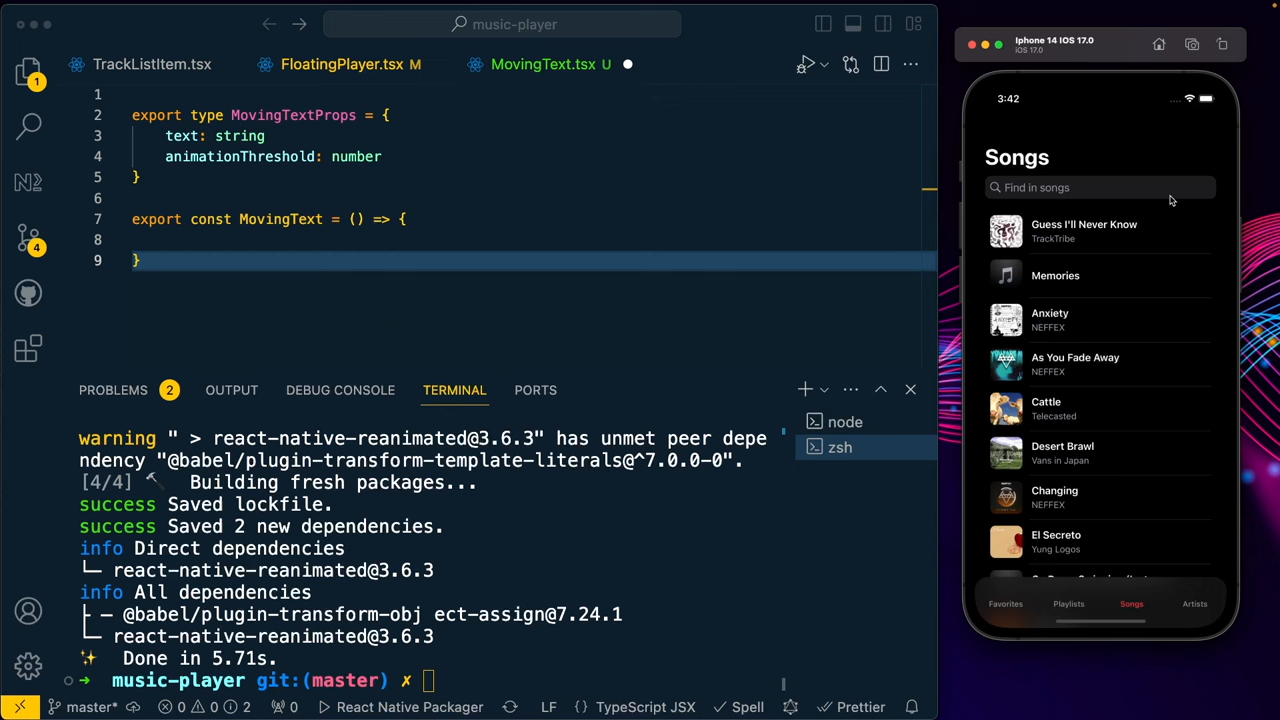 music-player
TrackListItem.tsx
FloatingPlayer.tsx M
MovingText.tsx U
1
1
2 export type MovingTextProps = {
3 text: string
4 animationThreshold: number
5 }
6
7 export const MovingText = () => {
8
9 }
4
PROBLEMS 2 OUTPUT DEBUG CONSOLE TERMINAL PORTS
warning " > react-native-reanimated@3.6.3" has unmet peer depe
ndency "@babel/plugin-transform-template-literals@^7.0.0-0".
[4/4] 🔨 Building fresh packages...
success Saved lockfile.
success Saved 2 new dependencies.
info Direct dependencies
└─ react-native-reanimated@3.6.3
info All dependencies
├ — @babel/plugin-transform-obj ect-assign@7.24.1
└─ react-native-reanimated@3.6.3
✨ Done in 5.71s.
➜ music-player git:(master) ✗
node
zsh
master* 0 0 2 0 React Native Packager LF {} TypeScript JSX Spell Prettier
Iphone 14 IOS 17.0
iOS 17.0
3:42
Songs
Find in songs
Guess I'll Never Know
TrackTribe
Memories
Anxiety
NEFFEX
As You Fade Away
NEFFEX
Cattle
Telecasted
Desert Brawl
Vans in Japan
Changing
NEFFEX
El Secreto
Yung Logos
Favorites Playlists Songs Artists